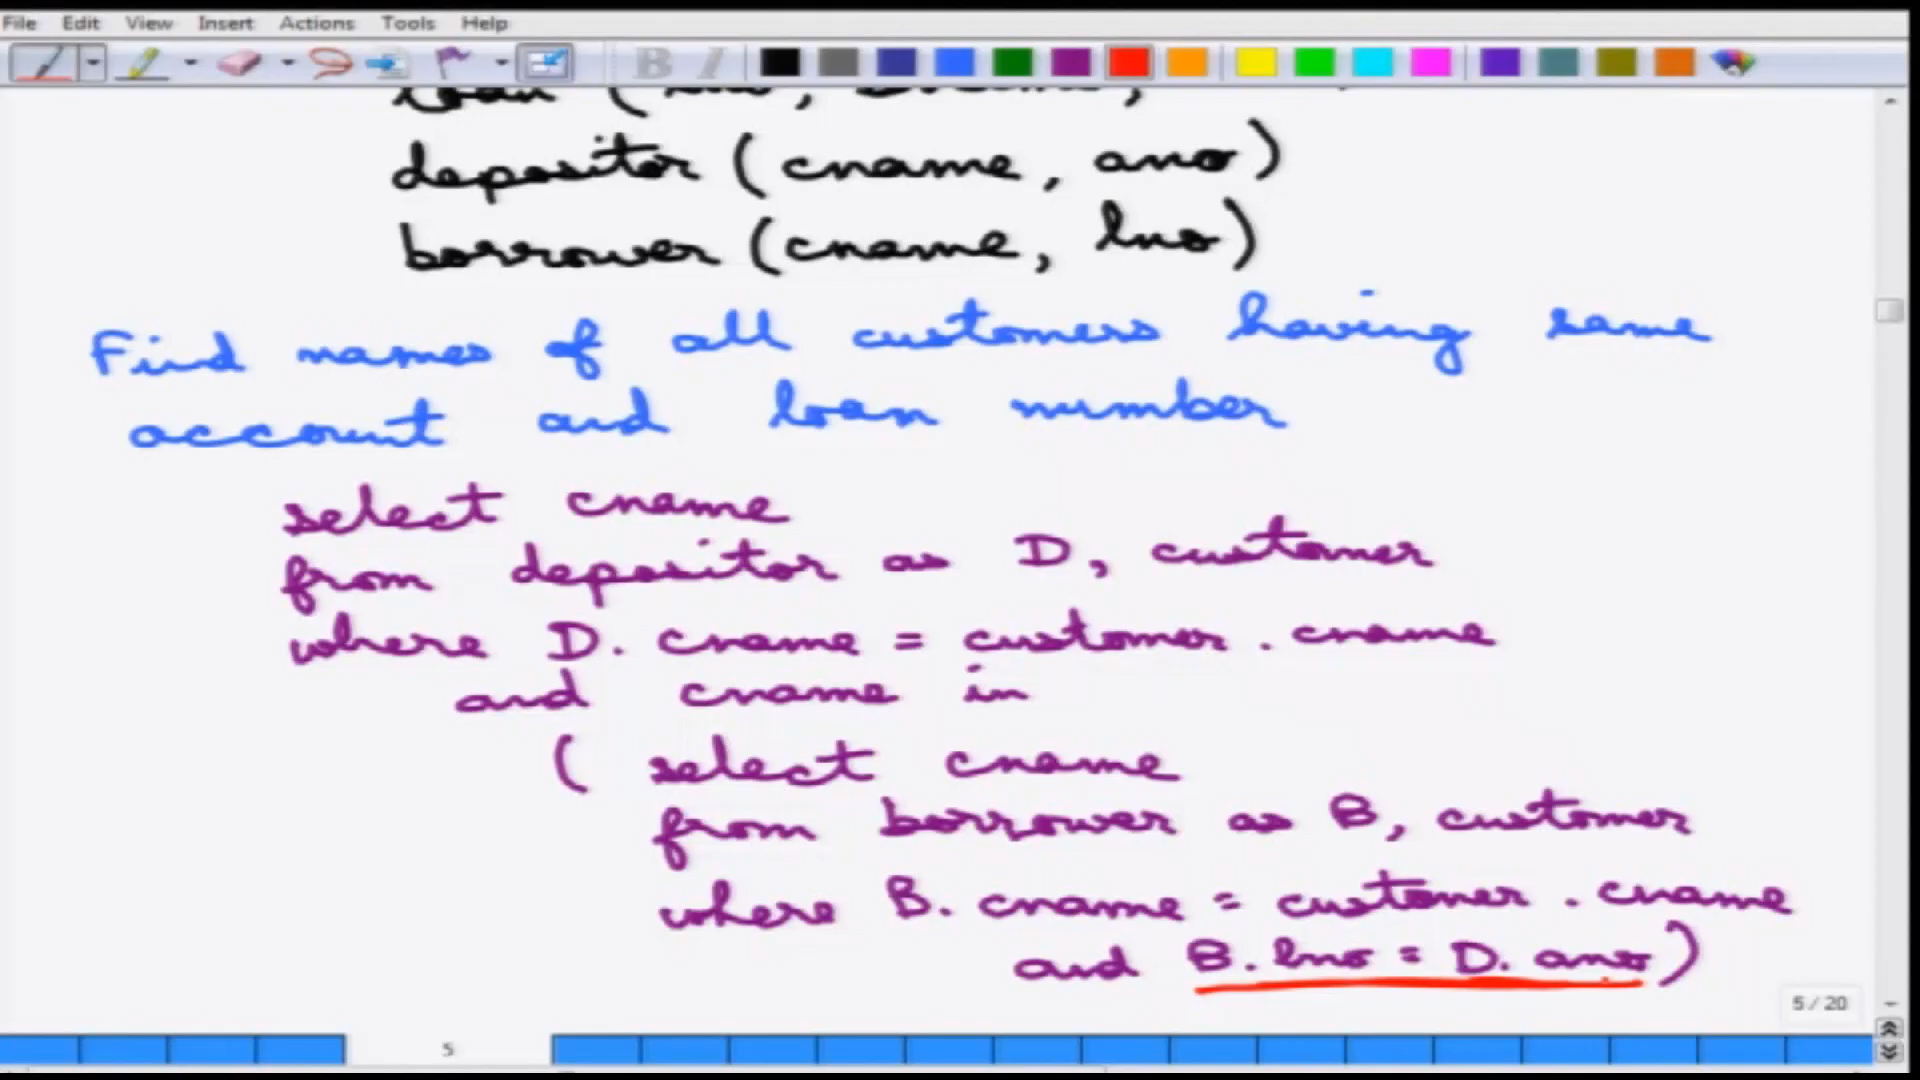 File Edit View Insert Actions Tools Help
B I
loan (lno,
depositor (cname, ano)
borrower (cname, lno)
Find names of all customers having same
account and loan number
select cname
from depositor as D, customer
where D. cname = customer . cname
and cname in
( select cname
from borrower as B, customer
where B. cname = customer . cname
and B. lno = D. ano)
5 / 20
5